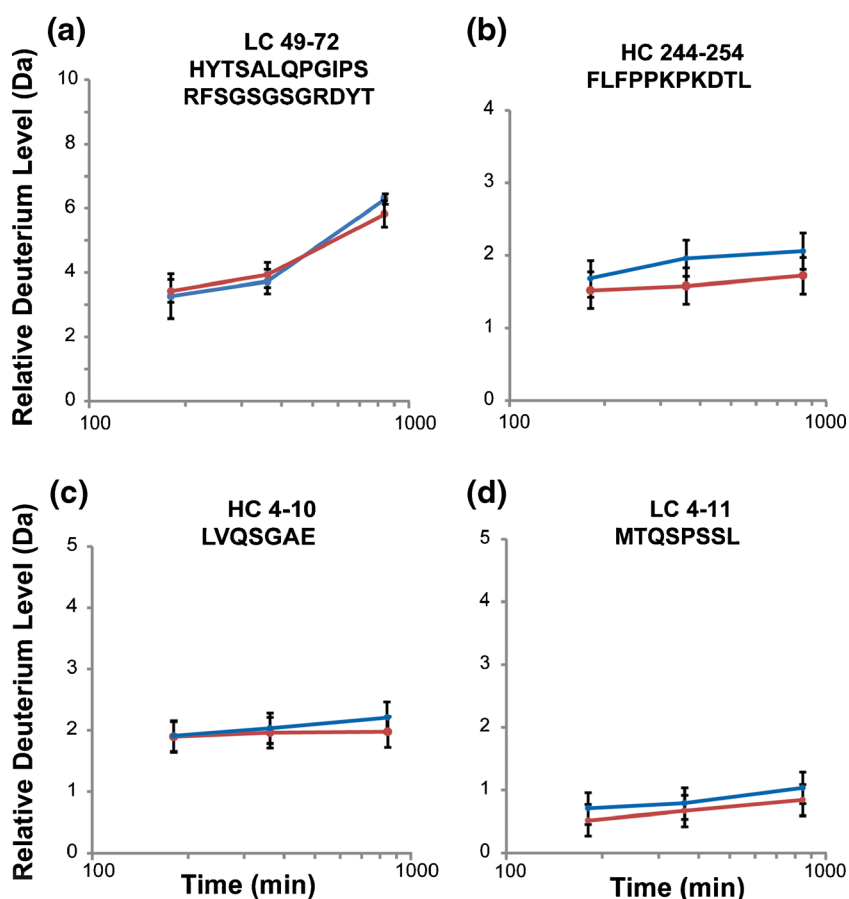 (a)
LC 49-72
HYTSALQPGIPS
RFSGSGSGRDYT
Relative Deuterium Level (Da)
10
8
6
4
2
0
100
1000
(b)
HC 244-254
FLFPPKPKDTL
4
3
2
1
0
100
1000
(c)
HC 4-10
LVQSGAE
Relative Deuterium Level (Da)
5
4
3
2
1
0
100
1000
Time (min)
(d)
LC 4-11
MTQSPSSL
5
4
3
2
1
0
100
1000
Time (min)